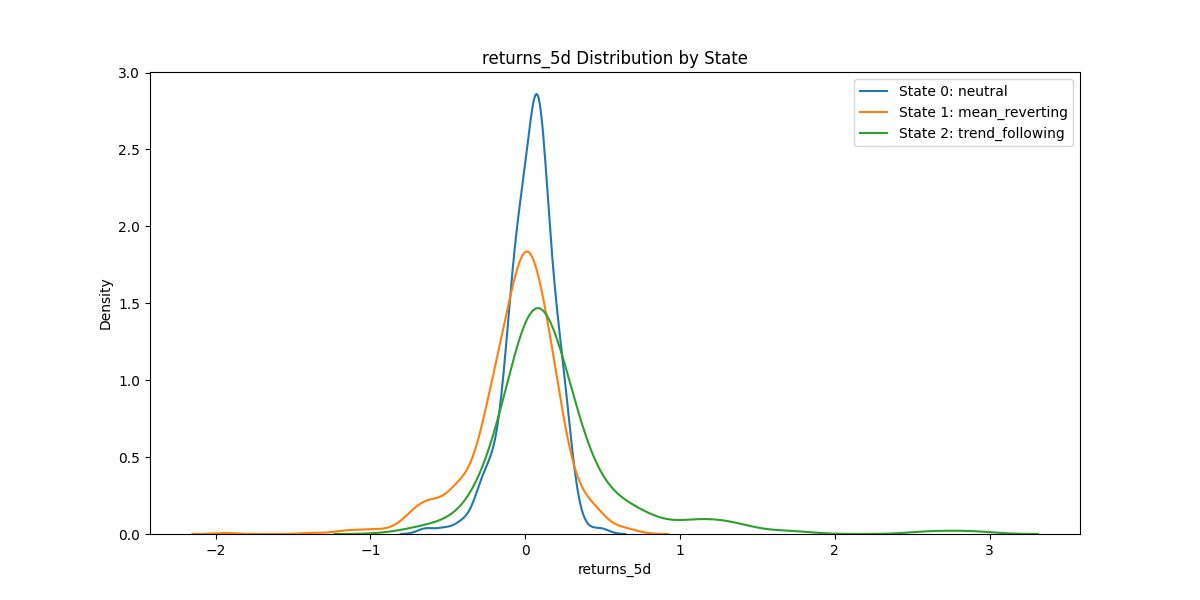 returns_5d Distribution by State
State 0: neutral
State 1: mean_reverting
State 2: trend_following
Density
3.0
2.5
2.0
1.5
1.0
0.5
0.0
−2
−1
0
1
2
3
returns_5d